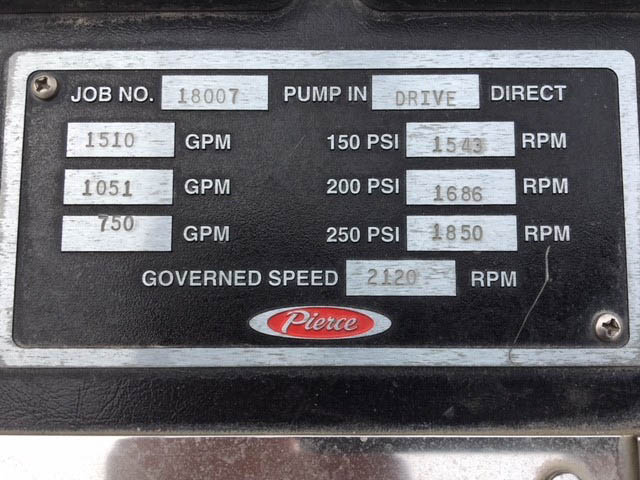 JOB NO. 18007 PUMP IN DRIVE DIRECT
1510 GPM 150 PSI 1543 RPM
1051 GPM 200 PSI 1686 RPM
750 GPM 250 PSI 1850 RPM
GOVERNED SPEED 2120 RPM
Pierce